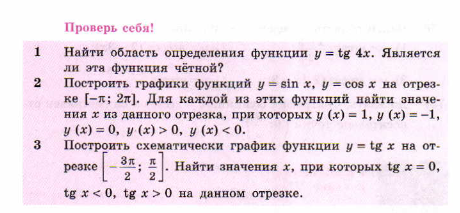 Проверь себя!
1 Найти область определения функции y = tg 4x. Является
ли эта функция чётной?
2 Построить графики функций y = sin x, y = cos x на отрез-
ке [−π; 2π]. Для каждой из этих функций найти значе-
ния x из данного отрезка, при которых y (x) = 1, y (x) = −1,
y (x) = 0, y (x) > 0, y (x) < 0.
3 Построить схематически график функции y = tg x на от-
резке [−3π/2; π/2]. Найти значения x, при которых tg x = 0,
tg x < 0, tg x > 0 на данном отрезке.